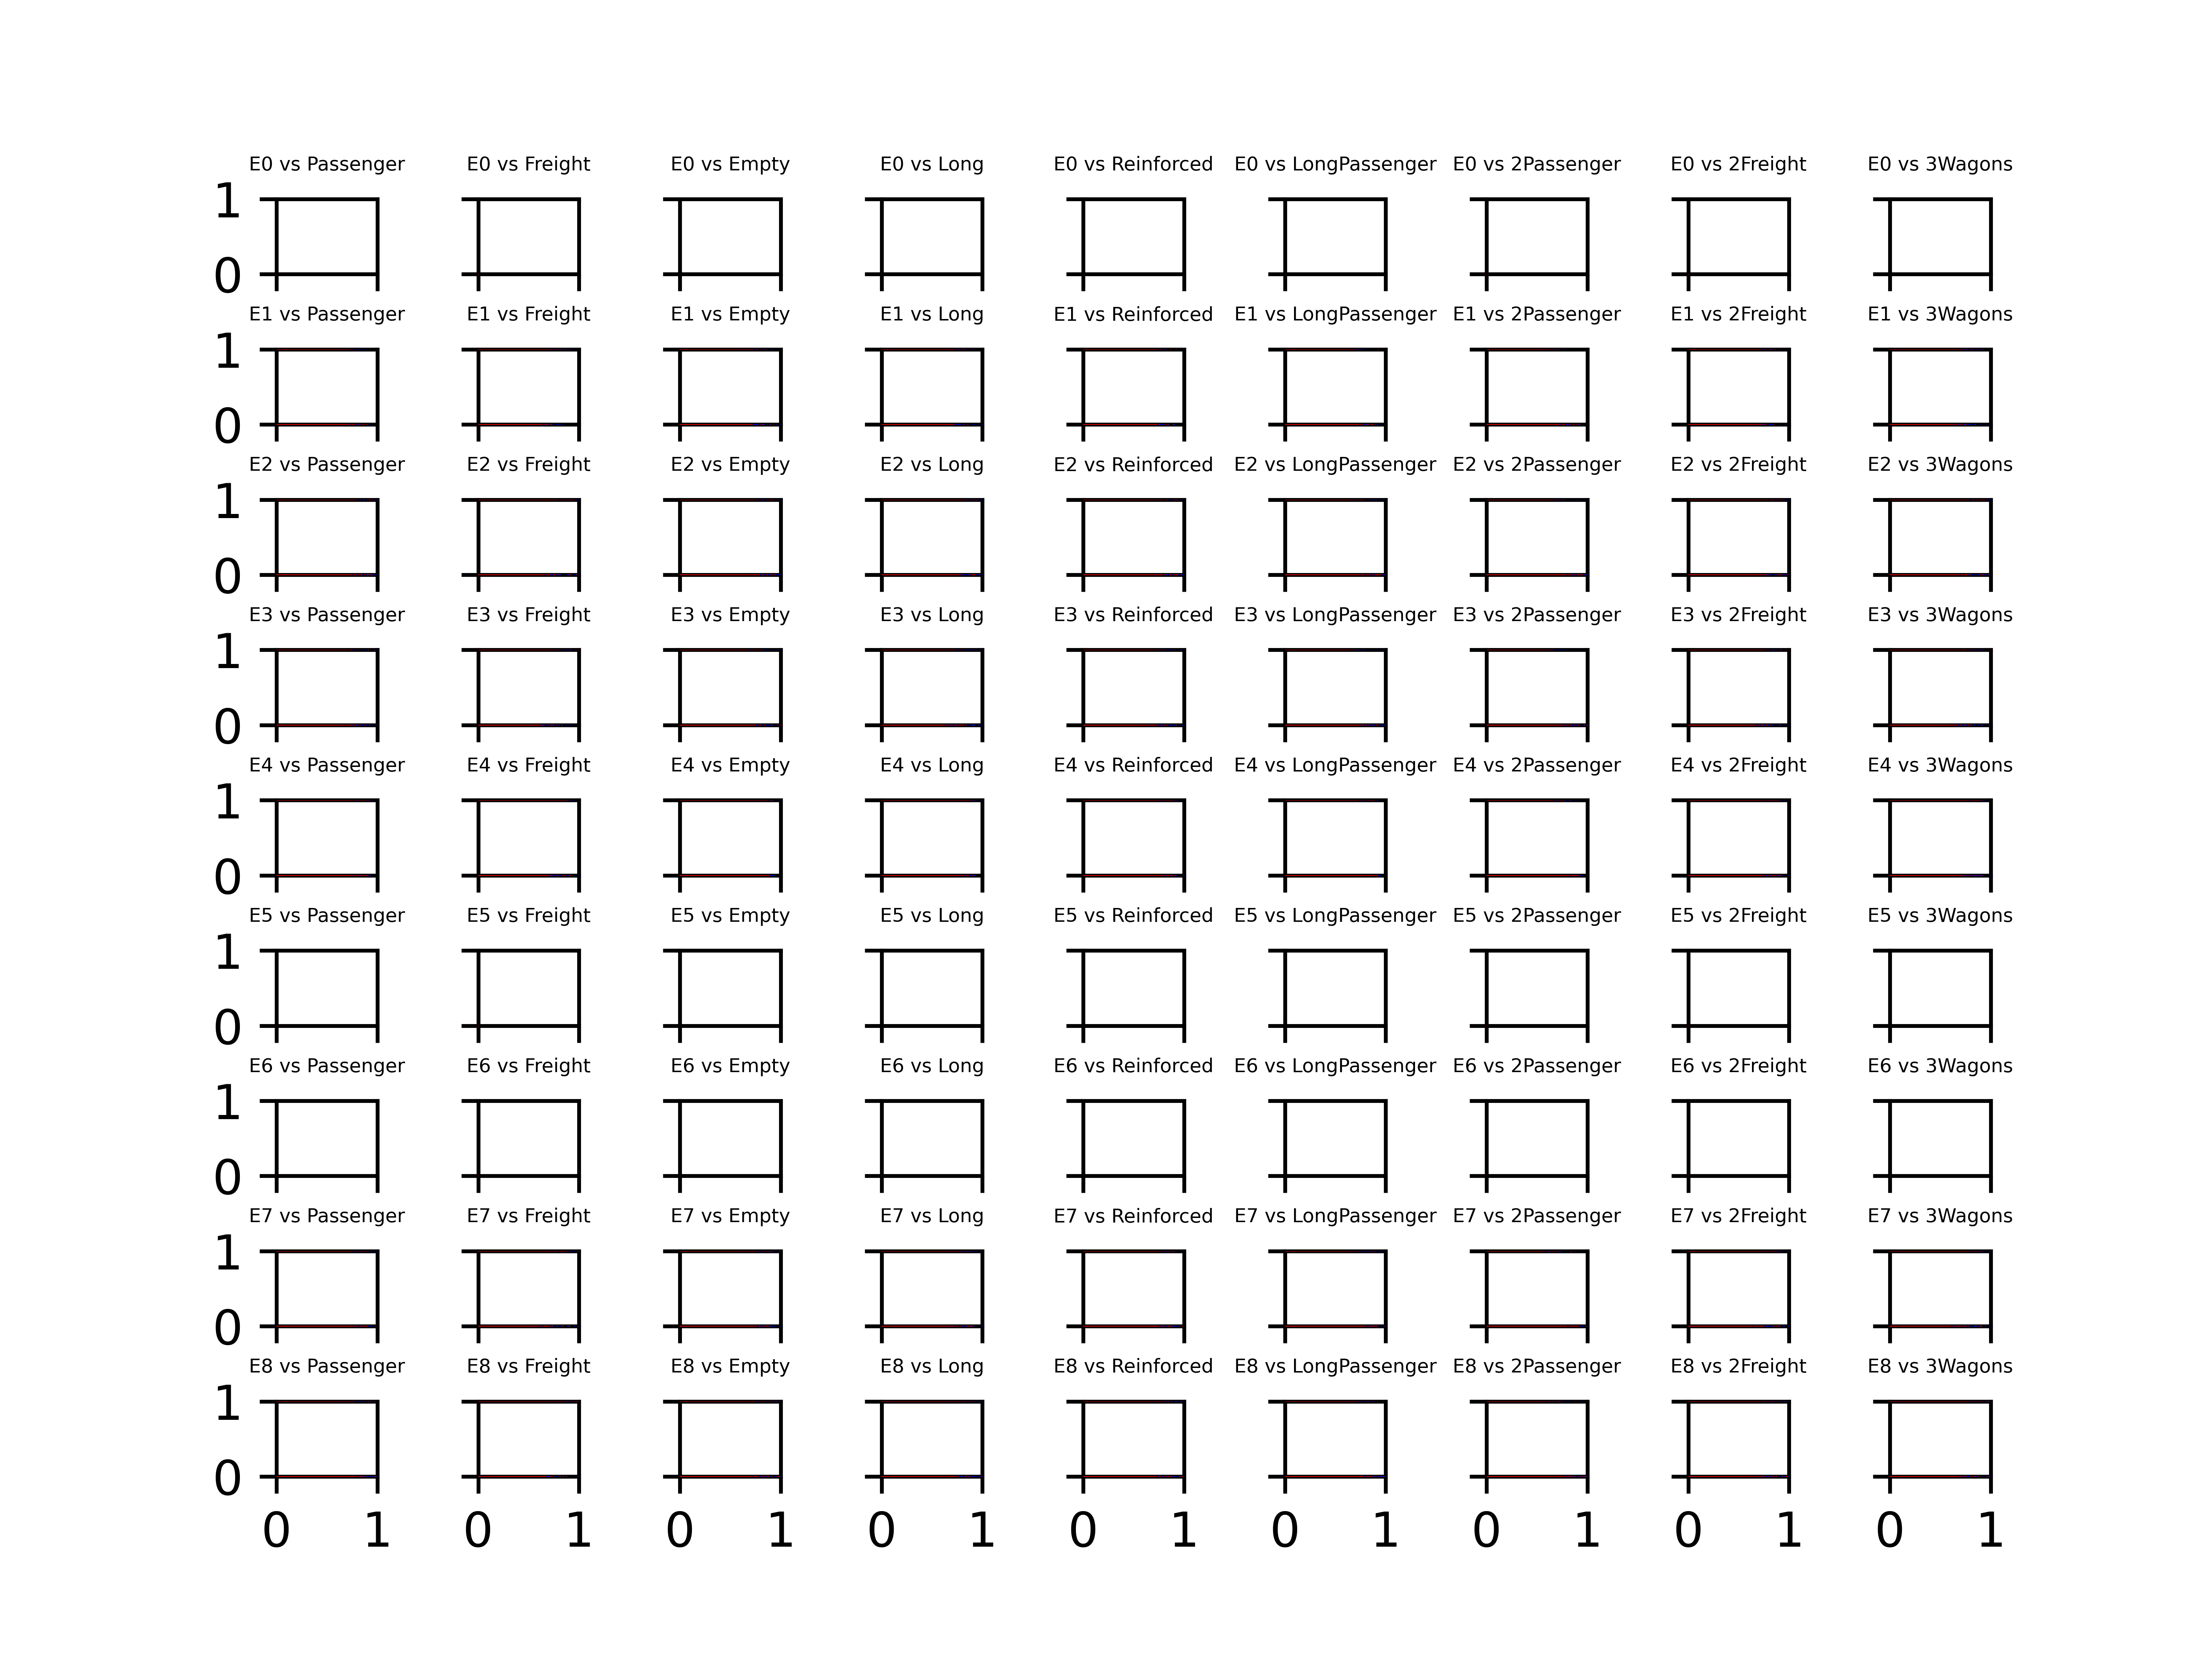 E0 vs Passenger E0 vs Freight E0 vs Empty E0 vs Long E0 vs Reinforced E0 vs LongPassenger E0 vs 2Passenger E0 vs 2Freight E0 vs 3Wagons
1
0
E1 vs Passenger E1 vs Freight E1 vs Empty E1 vs Long E1 vs Reinforced E1 vs LongPassenger E1 vs 2Passenger E1 vs 2Freight E1 vs 3Wagons
1
0
E2 vs Passenger E2 vs Freight E2 vs Empty E2 vs Long E2 vs Reinforced E2 vs LongPassenger E2 vs 2Passenger E2 vs 2Freight E2 vs 3Wagons
1
0
E3 vs Passenger E3 vs Freight E3 vs Empty E3 vs Long E3 vs Reinforced E3 vs LongPassenger E3 vs 2Passenger E3 vs 2Freight E3 vs 3Wagons
1
0
E4 vs Passenger E4 vs Freight E4 vs Empty E4 vs Long E4 vs Reinforced E4 vs LongPassenger E4 vs 2Passenger E4 vs 2Freight E4 vs 3Wagons
1
0
E5 vs Passenger E5 vs Freight E5 vs Empty E5 vs Long E5 vs Reinforced E5 vs LongPassenger E5 vs 2Passenger E5 vs 2Freight E5 vs 3Wagons
1
0
E6 vs Passenger E6 vs Freight E6 vs Empty E6 vs Long E6 vs Reinforced E6 vs LongPassenger E6 vs 2Passenger E6 vs 2Freight E6 vs 3Wagons
1
0
E7 vs Passenger E7 vs Freight E7 vs Empty E7 vs Long E7 vs Reinforced E7 vs LongPassenger E7 vs 2Passenger E7 vs 2Freight E7 vs 3Wagons
1
0
E8 vs Passenger E8 vs Freight E8 vs Empty E8 vs Long E8 vs Reinforced E8 vs LongPassenger E8 vs 2Passenger E8 vs 2Freight E8 vs 3Wagons
1
0
0 1 0 1 0 1 0 1 0 1 0 1 0 1 0 1 0 1